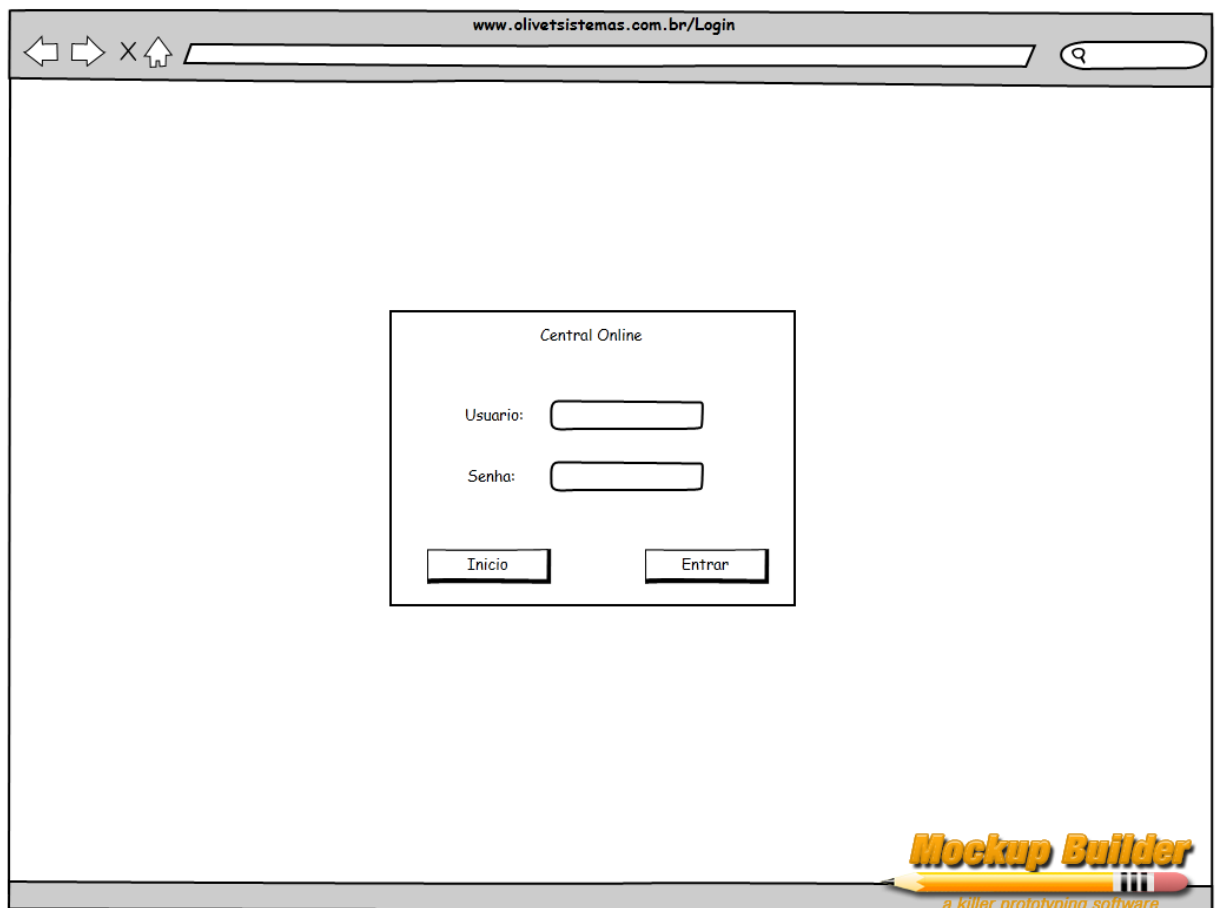 www.olivetsistemas.com.br/Login
Central Online
Usuario:
Senha:
Inicio
Entrar
Mockup Builder
a killer prototyping software